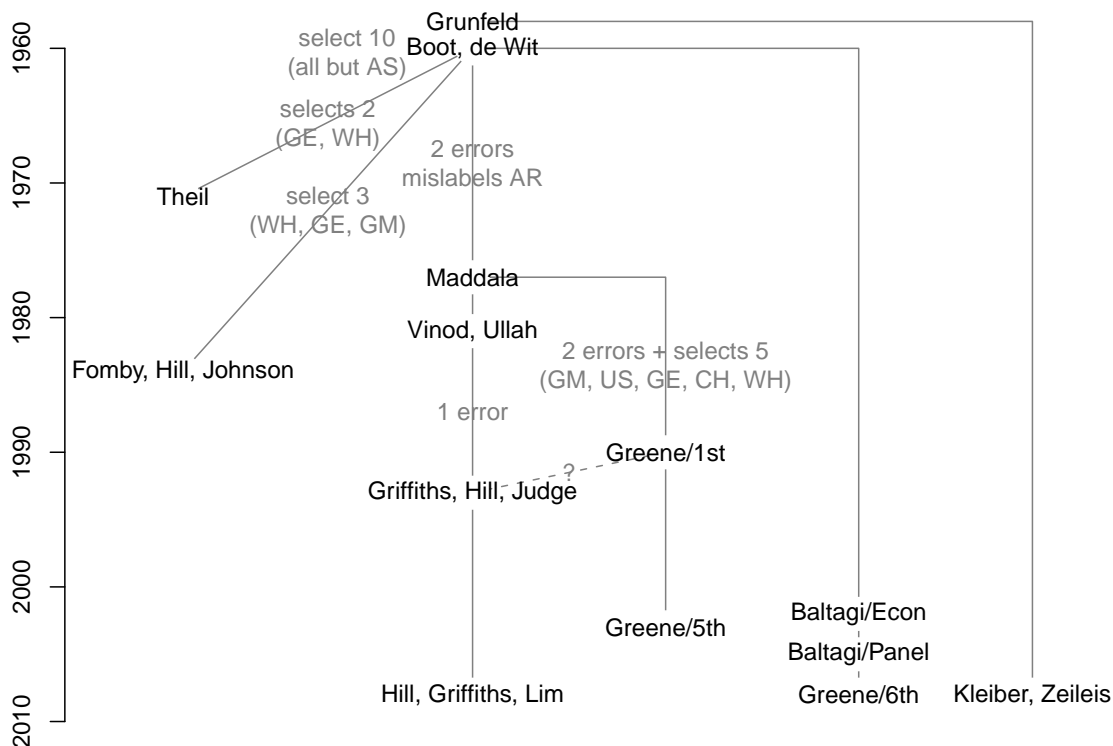 Grunfeld
1960
Boot, de Wit
select 10
(all but AS)
selects 2
(GE, WH)
2 errors
mislabels AR
1970
Theil
select 3
(WH, GE, GM)
Maddala
1980
Vinod, Ullah
2 errors + selects 5
(GM, US, GE, CH, WH)
Fomby, Hill, Johnson
1 error
1990
Greene/1st
?
Griffiths, Hill, Judge
2000
Baltagi/Econ
Greene/5th
Baltagi/Panel
Hill, Griffiths, Lim
Greene/6th
Kleiber, Zeileis
2010